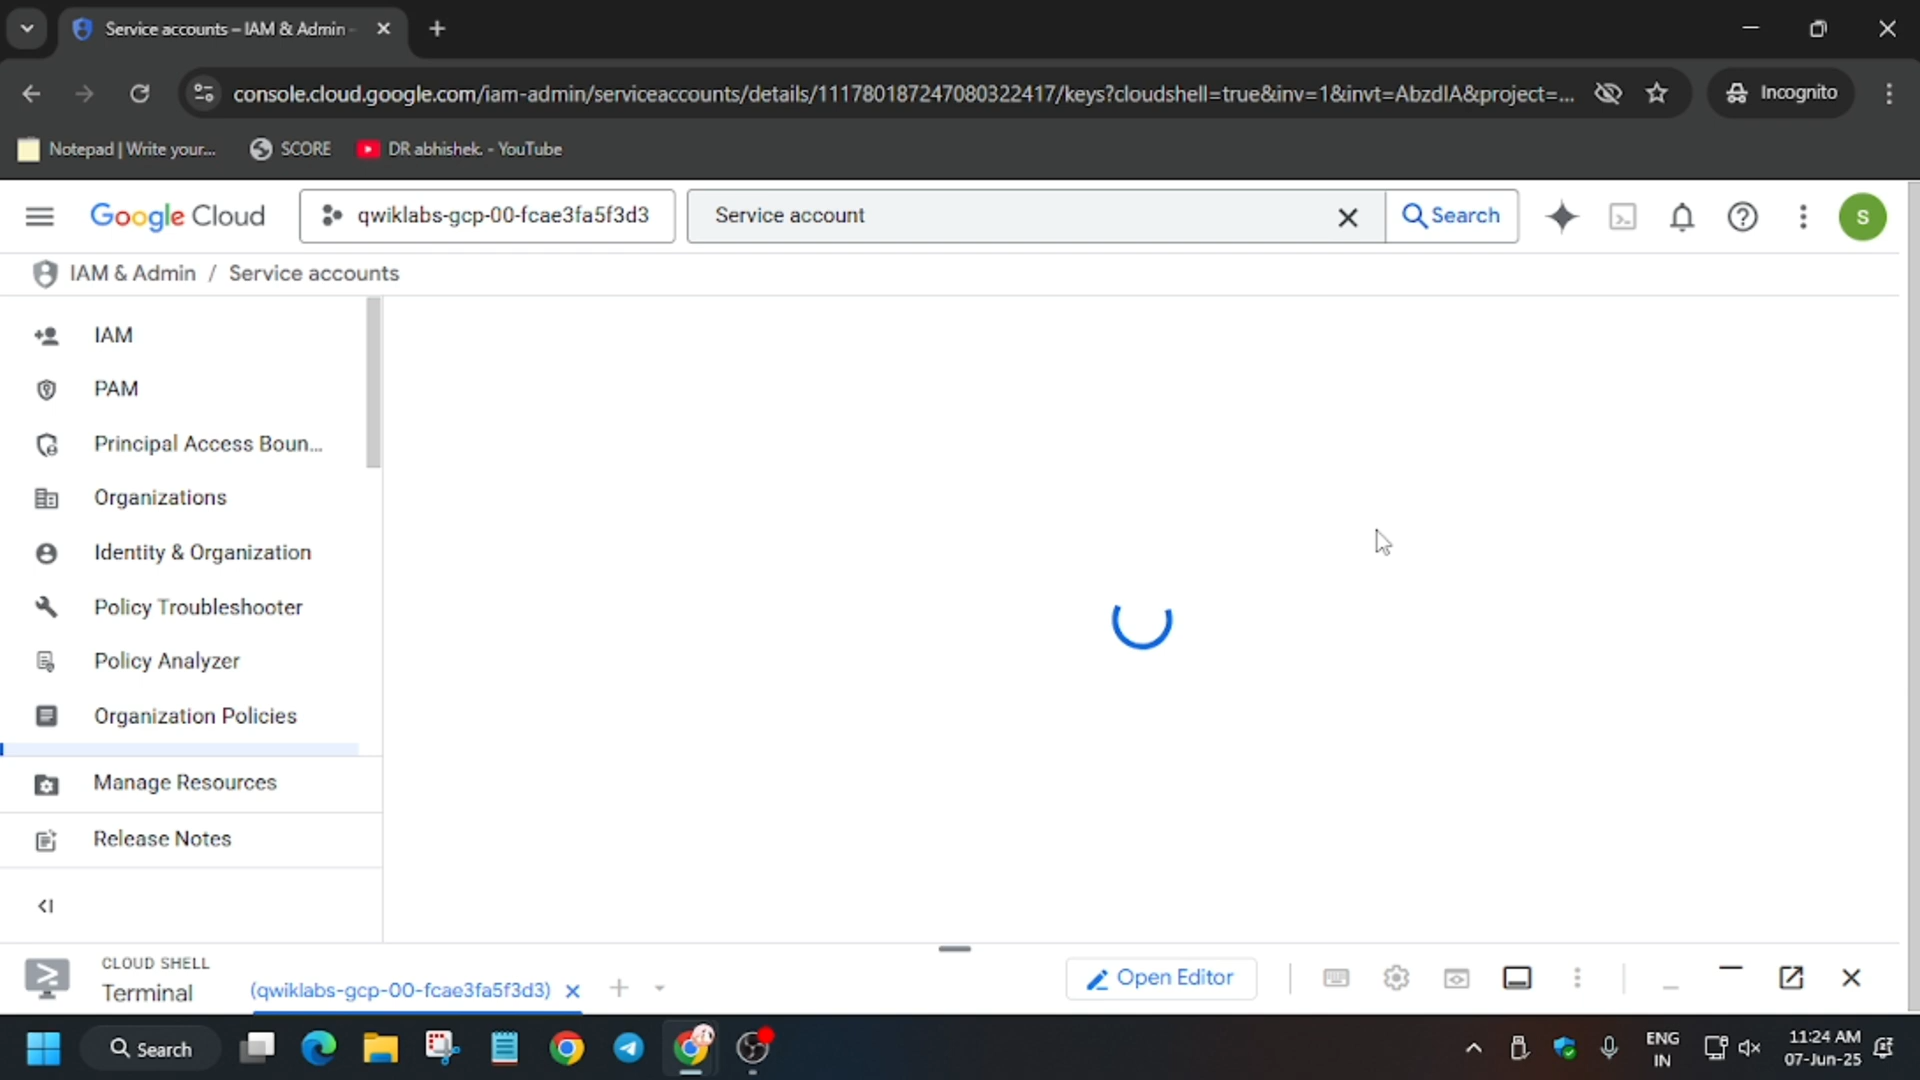 Service accounts – IAM & Admin -
console.cloud.google.com/iam-admin/serviceaccounts/details/111780187247080322417/keys?cloudshell=true&inv=1&invt=AbzdlA&project=...
Incognito
Notepad | Write your...
SCORE
DR abhishek. - YouTube
Google Cloud
qwiklabs-gcp-00-fcae3fa5f3d3
Service account
Search
S
IAM & Admin / Service accounts
IAM
PAM
Principal Access Boun...
Organizations
Identity & Organization
Policy Troubleshooter
Policy Analyzer
Organization Policies
Manage Resources
Release Notes
CLOUD SHELL
Terminal
(qwiklabs-gcp-00-fcae3fa5f3d3)
Open Editor
Search
ENG
IN
11:24 AM
07-Jun-25